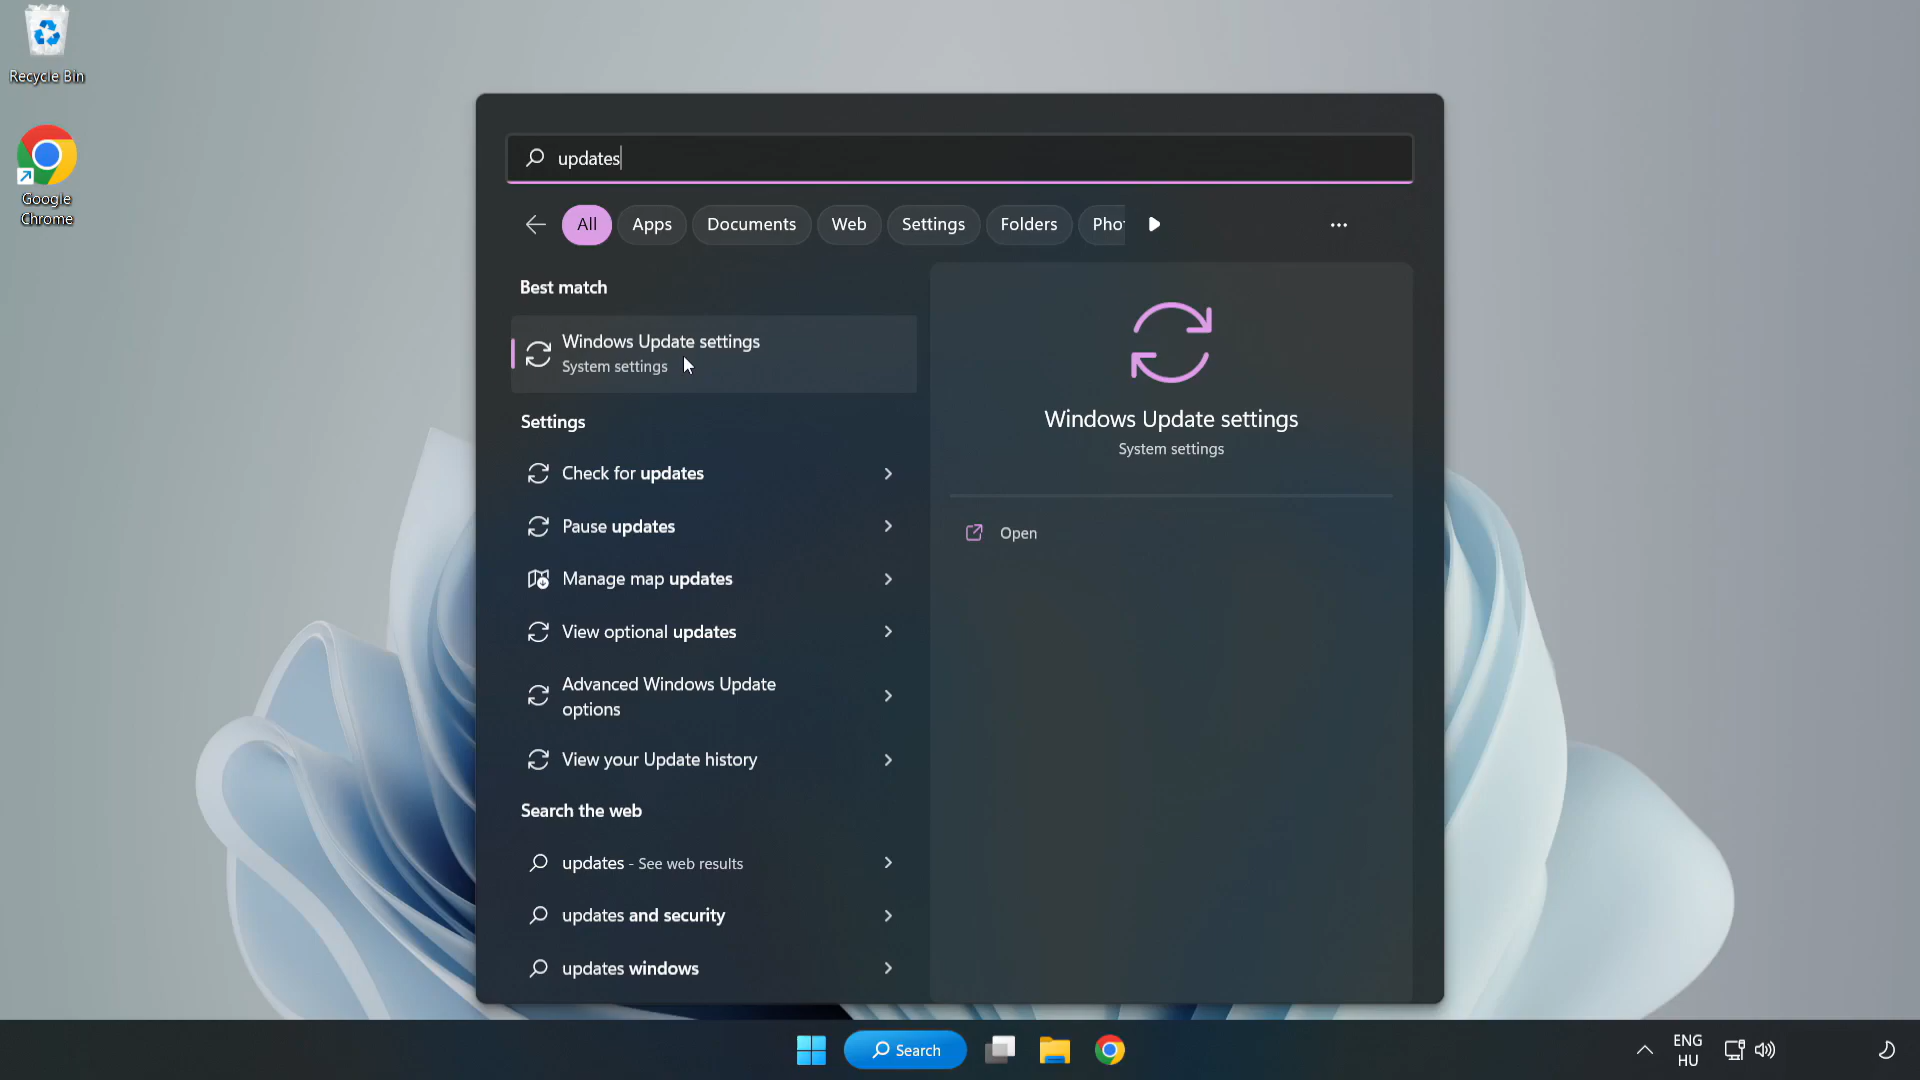 Recycle Bin
Google
Chrome
updates
All
Apps
Documents
Web
Settings
Folders
Phot
Best match
Windows Update settings
System settings
Settings
Check for updates
Pause updates
Manage map updates
View optional updates
Advanced Windows Update
options
View your Update history
Search the web
updates - See web results
updates and security
updates windows
Windows Update settings
System settings
Open
Search
ENG
HU